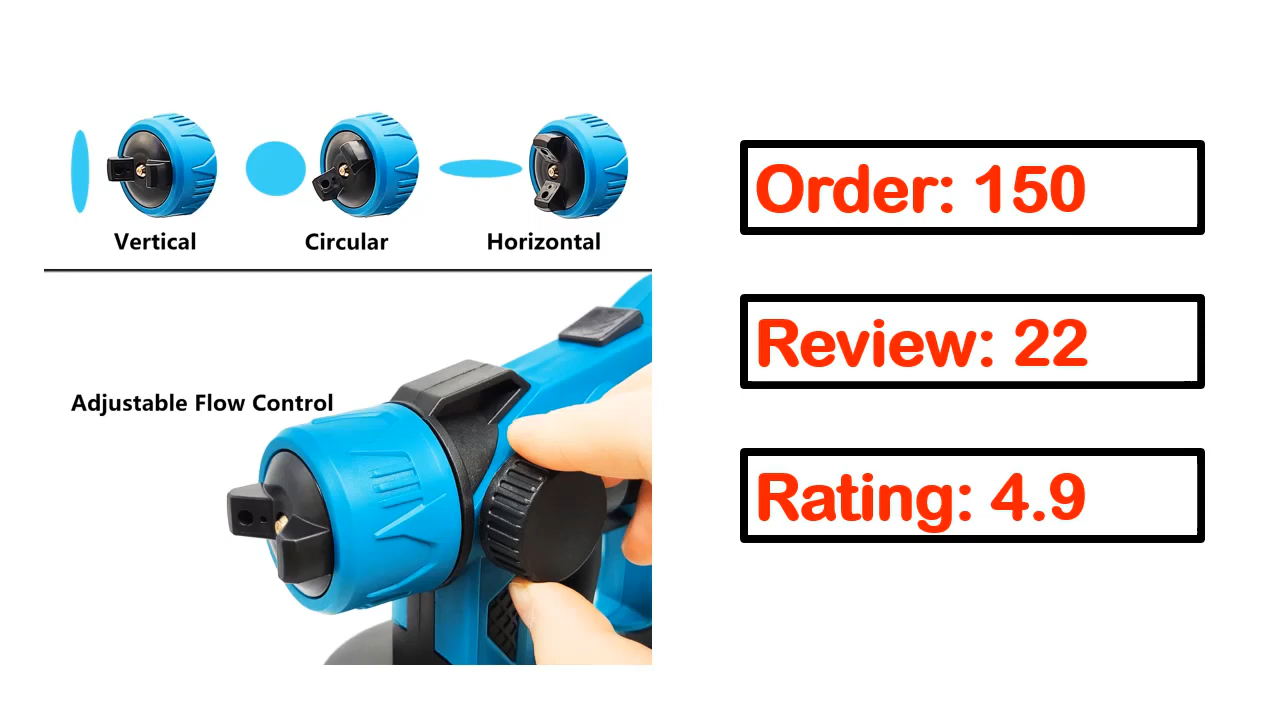 Vertical
Circular
Horizontal
Adjustable Flow Control
Order: 150
Review: 22
Rating: 4.9